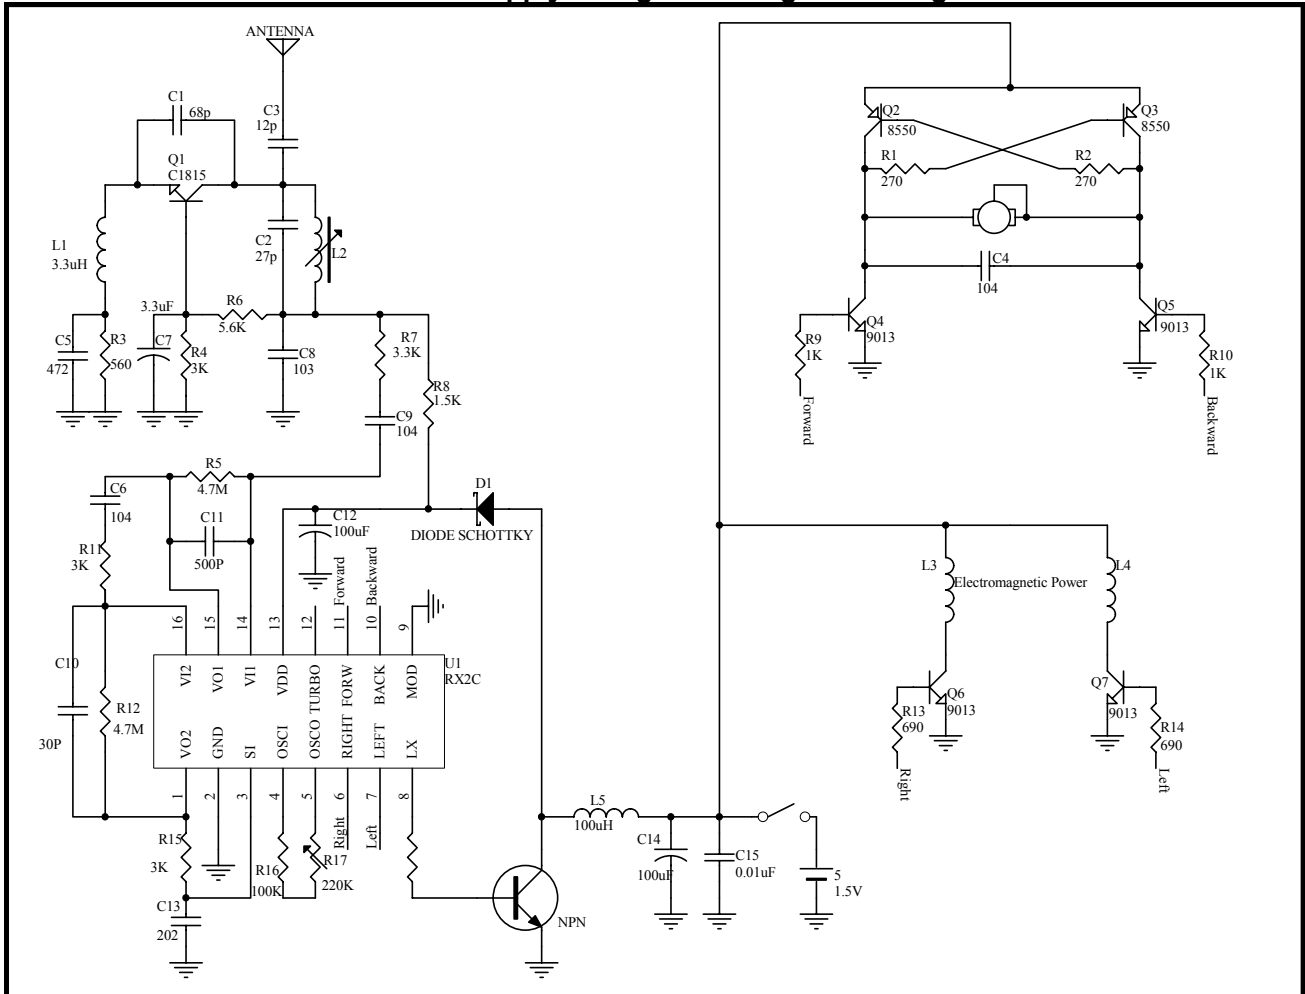 ANTENNA
C1
68p
C3
12p
Q1
C1815
L1
3.3uH
C2
27p
L2
3.3uF
R6
5.6K
C5
472
R3
560
C7
R4
3K
C8
103
R7
3.3K
R8
1.5K
C9
104
R5
4.7M
C6
104
C11
500P
R11
3K
C12
100uF
D1
DIODE SCHOTTKY
Forward
Backward
16
15
14
13
12
11
10
9
VI2
VO1
VI1
VDD
TURBO
FORW
BACK
MOD
U1
RX2C
VO2
GND
SI
OSCI
OSCO
RIGHT
LEFT
LX
1
2
3
4
5
6
7
8
Right
Left
C10
30P
R12
4.7M
R15
3K
C13
202
R16
100K
R17
220K
NPN
L5
100uH
C14
100uF
C15
0.01uF
5
1.5V
Q2
8550
Q3
8550
R1
270
R2
270
C4
104
Q4
9013
Q5
9013
R9
1K
R10
1K
Forward
Backward
L3
Electromagnetic Power
L4
Q6
9013
Q7
9013
R13
690
R14
690
Right
Left